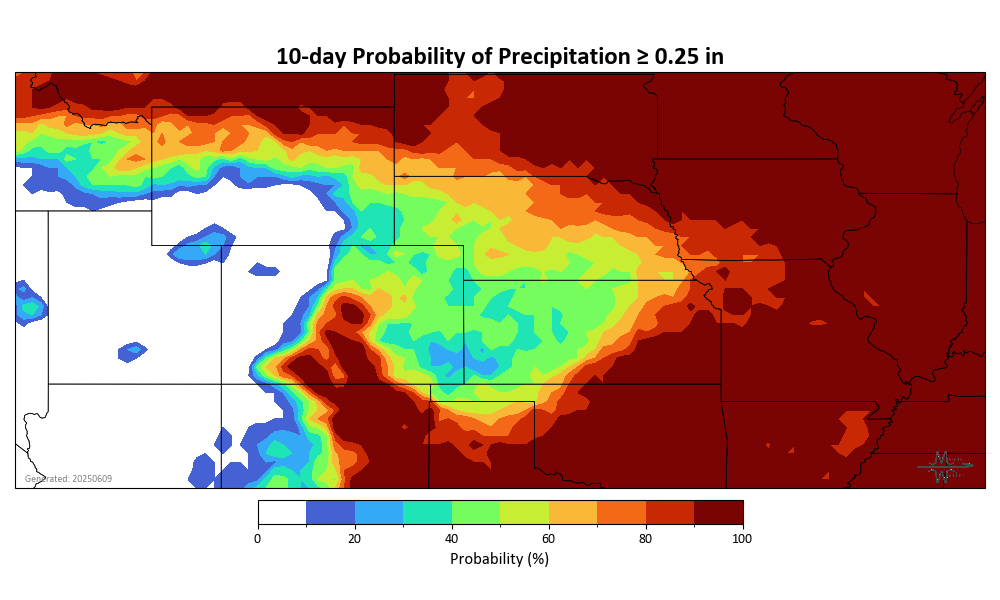 10-day Probability of Precipitation ≥ 0.25 in
Generated: 20250609
0 20 40 60 80 100
Probability (%)